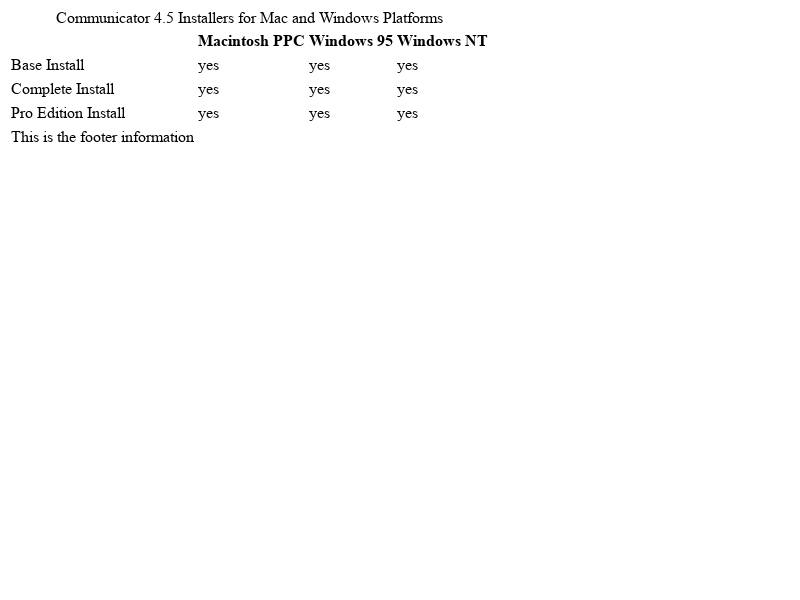 Communicator 4.5 Installers for Mac and Windows Platforms
Macintosh PPC Windows 95 Windows NT
Base Install yes yes yes
Complete Install yes yes yes
Pro Edition Install yes yes yes
This is the footer information